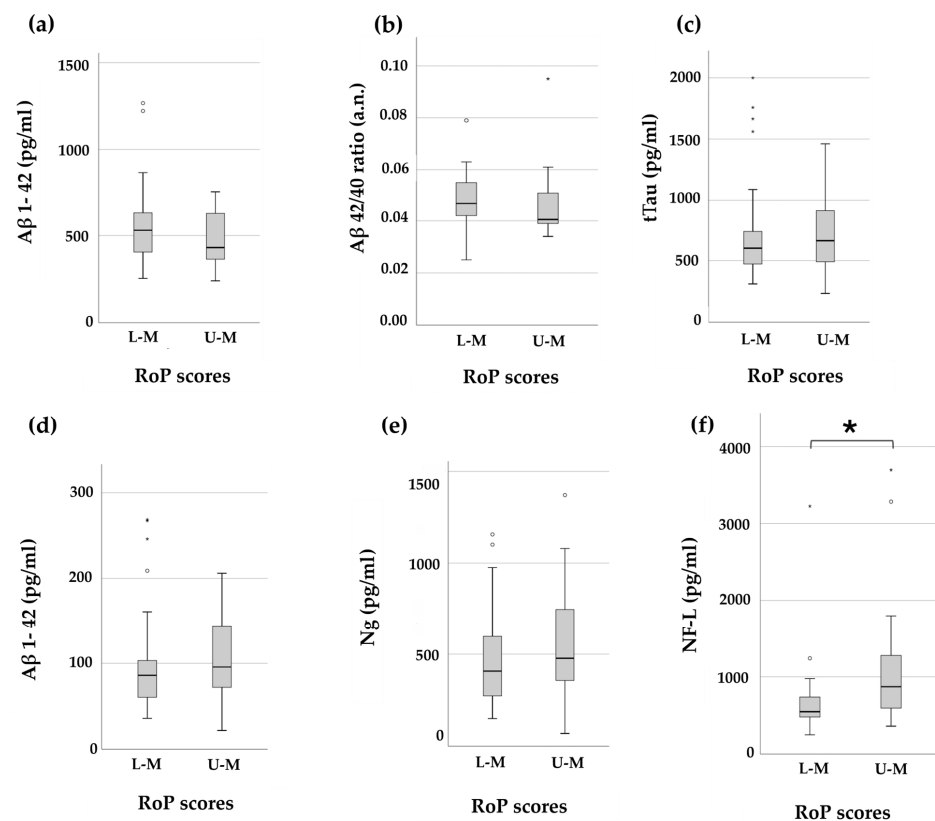 (a)
Aβ 1- 42 (pg/ml)
1500
1000
500
0
L-M U-M
RoP scores
(b)
Aβ 42/40 ratio (a.n.)
0.10
0.08
0.06
0.04
0.02
0.00
L-M U-M
RoP scores
(c)
tTau (pg/ml)
2000
1500
1000
500
0
L-M U-M
RoP scores
(d)
Aβ 1- 42 (pg/ml)
300
200
100
0
L-M U-M
RoP scores
(e)
Ng (pg/ml)
1500
1000
500
0
L-M U-M
RoP scores
(f)
NF-L (pg/ml)
4000
3000
2000
1000
0
*
L-M U-M
RoP scores